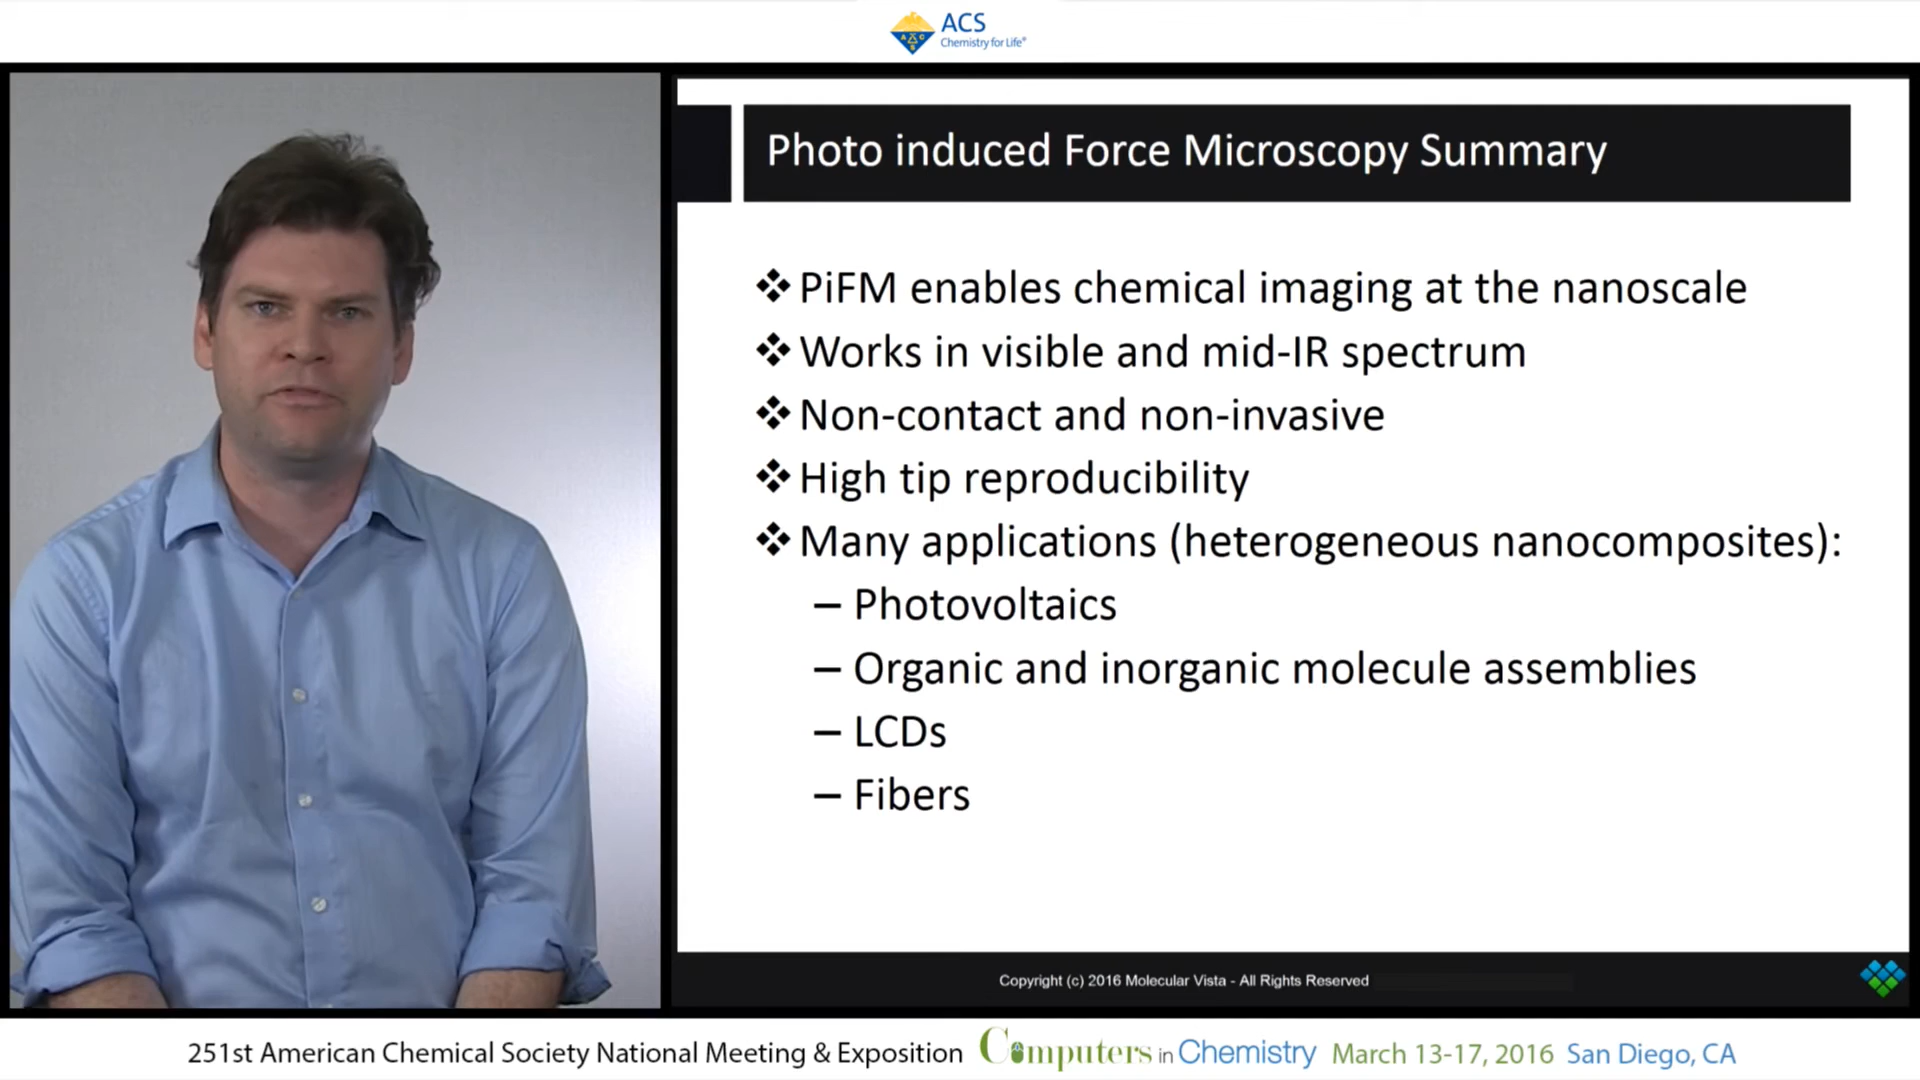 ACS
Chemistry for Life®
Photo induced Force Microscopy Summary
❖ PiFM enables chemical imaging at the nanoscale
❖ Works in visible and mid-IR spectrum
❖ Non-contact and non-invasive
❖ High tip reproducibility
❖ Many applications (heterogeneous nanocomposites):
– Photovoltaics
– Organic and inorganic molecule assemblies
– LCDs
– Fibers
Copyright (c) 2016 Molecular Vista - All Rights Reserved
251st American Chemical Society National Meeting & Exposition Computers in Chemistry March 13-17, 2016 San Diego, CA